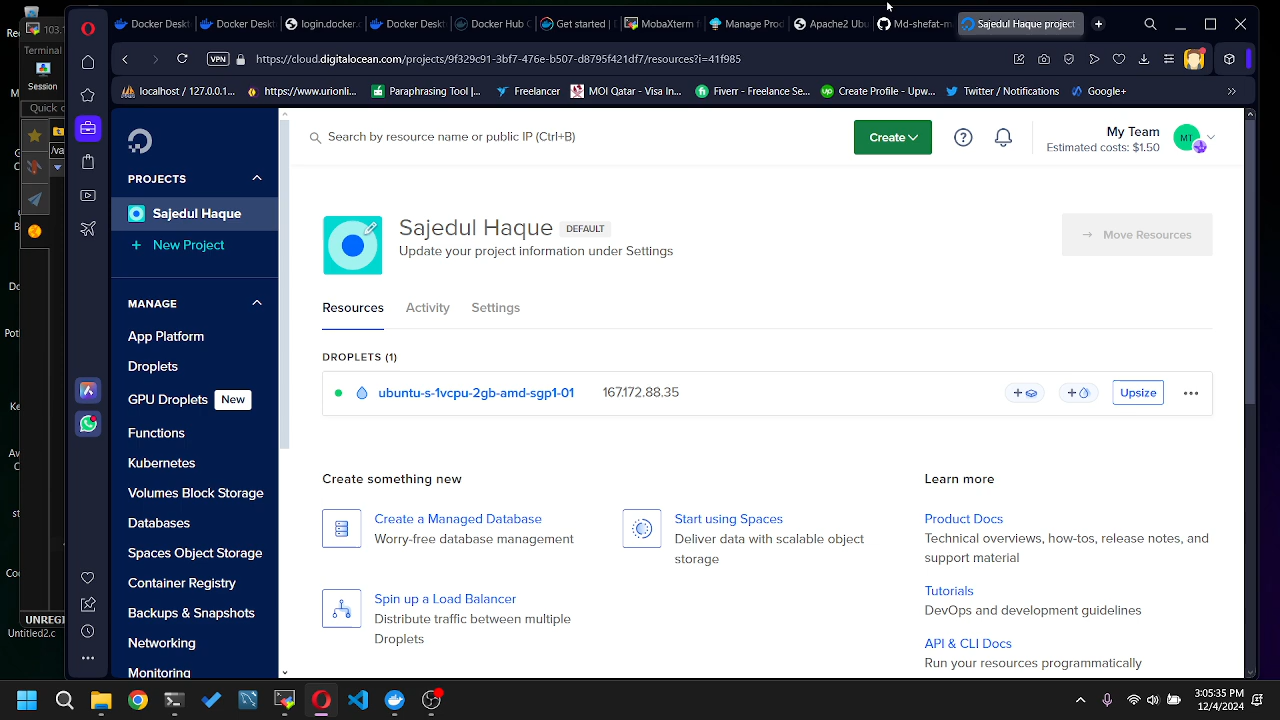 Docker Desk
Docker Desk
login.docker.c
Docker Desk
Docker Hub C
Get started |
MobaXterm f
Manage Prod
Apache2 Ubu
Md-shefat-m
Sajedul Haque project
VPN
https://cloud.digitalocean.com/projects/9f329c91-3bf7-476e-b507-d8795f421df7/resources?i=41f985
localhost / 127.0.0.1...
https://www.urionli...
Paraphrasing Tool |...
Freelancer
MOI Qatar - Visa In...
Fiverr - Freelance Se...
Create Profile - Upw...
Twitter / Notifications
Google+
103.
Terminal
Session
Quick c
/va
UNREGI
Untitled2.c
PROJECTS
Sajedul Haque
+ New Project
MANAGE
App Platform
Droplets
GPU Droplets New
Functions
Kubernetes
Volumes Block Storage
Databases
Spaces Object Storage
Container Registry
Backups & Snapshots
Networking
Monitoring
Search by resource name or public IP (Ctrl+B)
Create
My Team
Estimated costs: $1.50
MT
Sajedul Haque DEFAULT
Update your project information under Settings
→ Move Resources
Resources Activity Settings
DROPLETS (1)
ubuntu-s-1vcpu-2gb-amd-sgp1-01 167.172.88.35 Upsize
Create something new
Create a Managed Database
Worry-free database management
Start using Spaces
Deliver data with scalable object
storage
Spin up a Load Balancer
Distribute traffic between multiple
Droplets
Learn more
Product Docs
Technical overviews, how-tos, release notes, and
support material
Tutorials
DevOps and development guidelines
API & CLI Docs
Run your resources programmatically
3:05:35 PM
12/4/2024